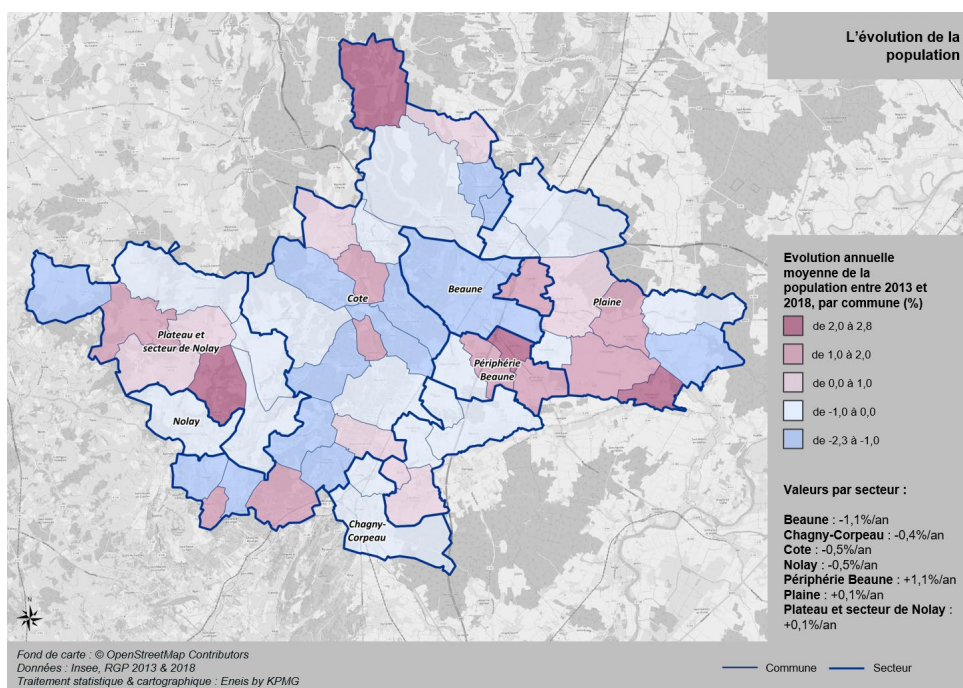 L'évolution de la
population
Beaune
Cote
Plaine
Plateau et
secteur de Nolay
Périphérie
Beaune
Nolay
Chagny-
Corpeau
Evolution annuelle
moyenne de la
population entre 2013 et
2018, par commune (%)
de 2,0 à 2,8
de 1,0 à 2,0
de 0,0 à 1,0
de -1,0 à 0,0
de -2,3 à -1,0
Valeurs par secteur :
Beaune : -1,1%/an
Chagny-Corpeau : -0,4%/an
Cote : -0,5%/an
Nolay : -0,5%/an
Périphérie Beaune : +1,1%/an
Plaine : +0,1%/an
Plateau et secteur de Nolay :
+0,1%/an
N
Fond de carte : © OpenStreetMap Contributors
Données : Insee, RGP 2013 & 2018
Traitement statistique & cartographique : Eneis by KPMG
Commune
Secteur